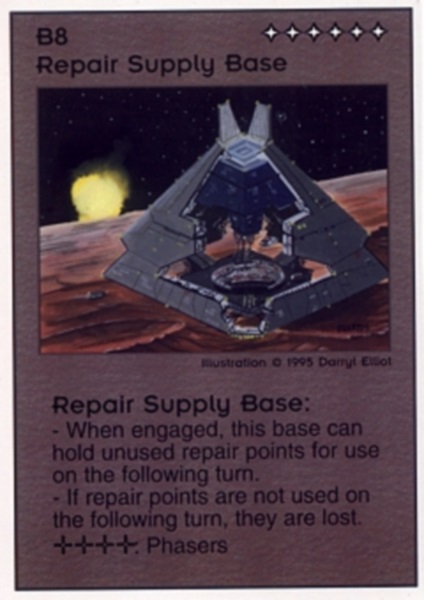 B8
Repair Supply Base
Illustration © 1995 Darryl Elliot
Repair Supply Base:
- When engaged, this base can
hold unused repair points for use
on the following turn.
- If repair points are not used on
the following turn, they are lost.
: Phasers